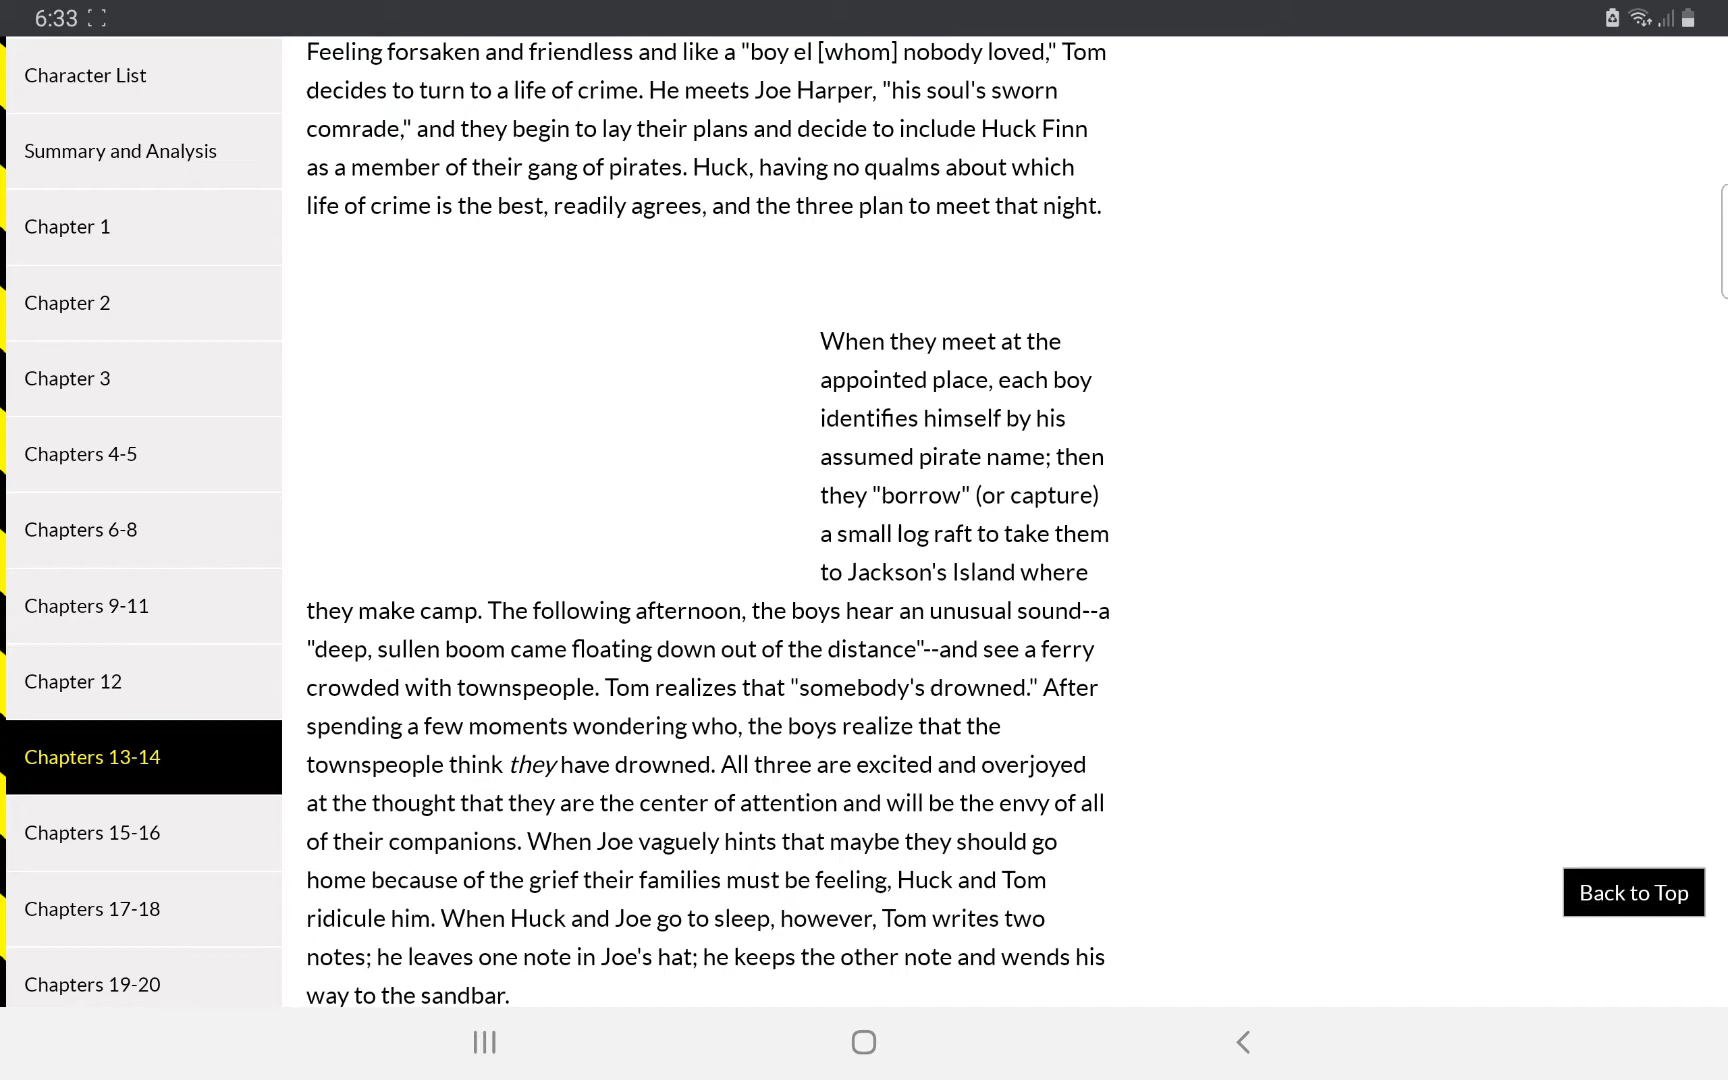 6:33
Character List
Summary and Analysis
Chapter 1
Chapter 2
Chapter 3
Chapters 4-5
Chapters 6-8
Chapters 9-11
Chapter 12
Chapters 13-14
Chapters 15-16
Chapters 17-18
Chapters 19-20
Feeling forsaken and friendless and like a "boy el [whom] nobody loved," Tom
decides to turn to a life of crime. He meets Joe Harper, "his soul's sworn
comrade," and they begin to lay their plans and decide to include Huck Finn
as a member of their gang of pirates. Huck, having no qualms about which
life of crime is the best, readily agrees, and the three plan to meet that night.
When they meet at the
appointed place, each boy
identifies himself by his
assumed pirate name; then
they "borrow" (or capture)
a small log raft to take them
to Jackson's Island where
they make camp. The following afternoon, the boys hear an unusual sound--a
"deep, sullen boom came floating down out of the distance"--and see a ferry
crowded with townspeople. Tom realizes that "somebody's drowned." After
spending a few moments wondering who, the boys realize that the
townspeople think they have drowned. All three are excited and overjoyed
at the thought that they are the center of attention and will be the envy of all
of their companions. When Joe vaguely hints that maybe they should go
home because of the grief their families must be feeling, Huck and Tom
ridicule him. When Huck and Joe go to sleep, however, Tom writes two
notes; he leaves one note in Joe's hat; he keeps the other note and wends his
way to the sandbar.
Back to Top